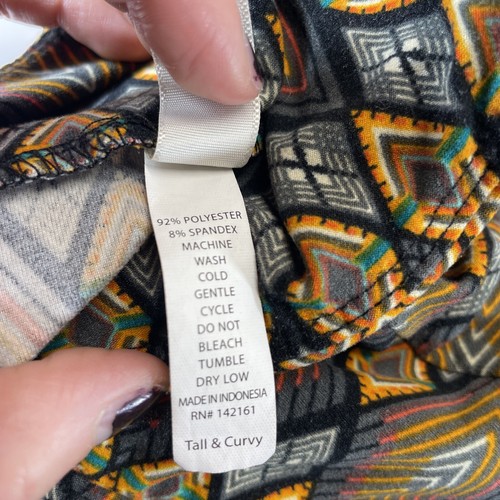 92% POLYESTER
8% SPANDEX
MACHINE
WASH
COLD
GENTLE
CYCLE
DO NOT
BLEACH
TUMBLE
DRY LOW
MADE IN INDONESIA
RN# 142161
Tall & Curvy